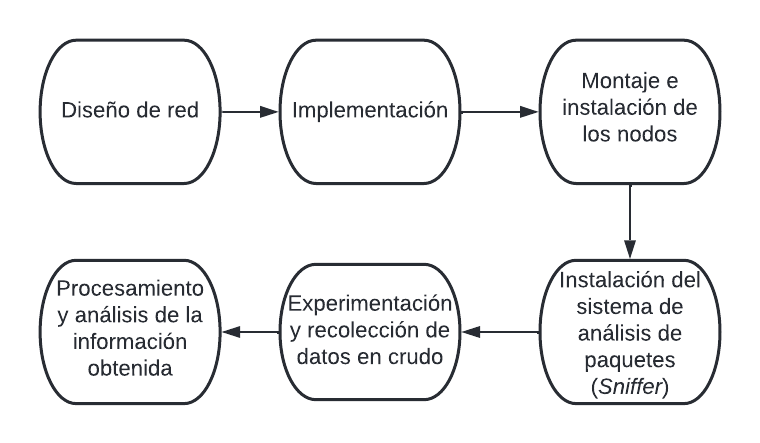 Diseño de red
Implementación
Montaje e
instalación de
los nodos
Instalación del
sistema de
análisis de
paquetes
(Sniffer)
Experimentación
y recolección de
datos en crudo
Procesamiento
y análisis de la
información
obtenida